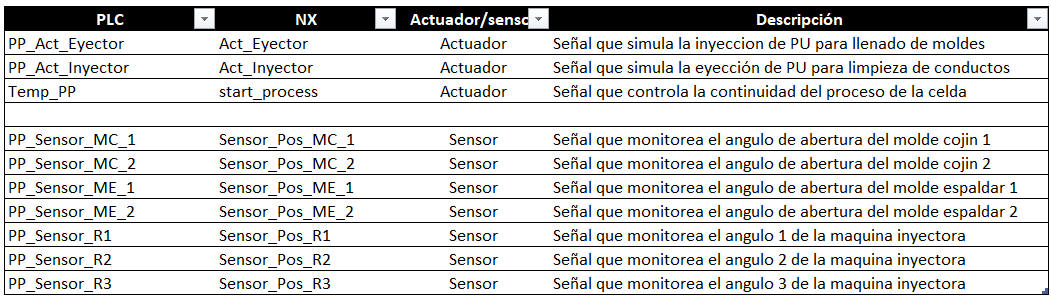 PLC NX Actuador/senso Descripción
PP_Act_Eyector Act_Eyector Actuador Señal que simula la inyeccion de PU para llenado de moldes
PP_Act_Inyector Act_Inyector Actuador Señal que simula la eyección de PU para limpieza de conductos
Temp_PP start_process Actuador Señal que controla la continuidad del proceso de la celda
PP_Sensor_MC_1 Sensor_Pos_MC_1 Sensor Señal que monitorea el angulo de abertura del molde cojin 1
PP_Sensor_MC_2 Sensor_Pos_MC_2 Sensor Señal que monitorea el angulo de abertura del molde cojin 2
PP_Sensor_ME_1 Sensor_Pos_ME_1 Sensor Señal que monitorea el angulo de abertura del molde espaldar 1
PP_Sensor_ME_2 Sensor_Pos_ME_2 Sensor Señal que monitorea el angulo de abertura del molde espaldar 2
PP_Sensor_R1 Sensor_Pos_R1 Sensor Señal que monitorea el angulo 1 de la maquina inyectora
PP_Sensor_R2 Sensor_Pos_R2 Sensor Señal que monitorea el angulo 2 de la maquina inyectora
PP_Sensor_R3 Sensor_Pos_R3 Sensor Señal que monitorea el angulo 3 de la maquina inyectora